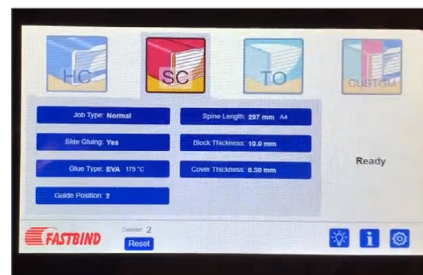 HC
SC
TO
CUSTOM
Job Type: Normal
Spine Length: 297 mm A4
Side Gluing: Yes
Block Thickness: 10.0 mm
Glue Type: EVA 175 °C
Cover Thickness: 0.30 mm
Ready
Guide Position: 2
FASTBIND
Counter: 2
Reset
i